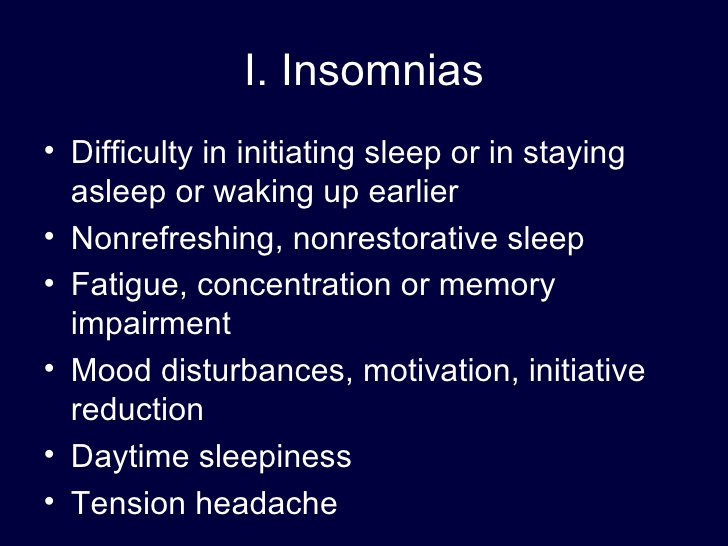 I. Insomnias
• Difficulty in initiating sleep or in staying
asleep or waking up earlier
• Nonrefreshing, nonrestorative sleep
• Fatigue, concentration or memory
impairment
• Mood disturbances, motivation, initiative
reduction
• Daytime sleepiness
• Tension headache